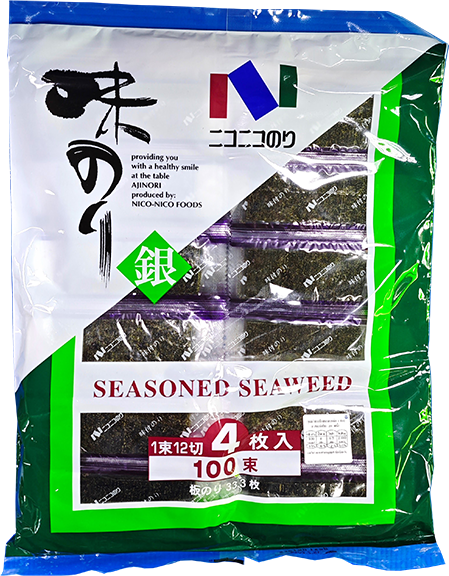 味のり
ニコニコのり
providing you
with a healthy smile
at the table
AJINORI
produced by:
NICO-NICO FOODS
銀
SEASONED SEAWEED
1束12切4枚入
100束
板のり 33.3枚